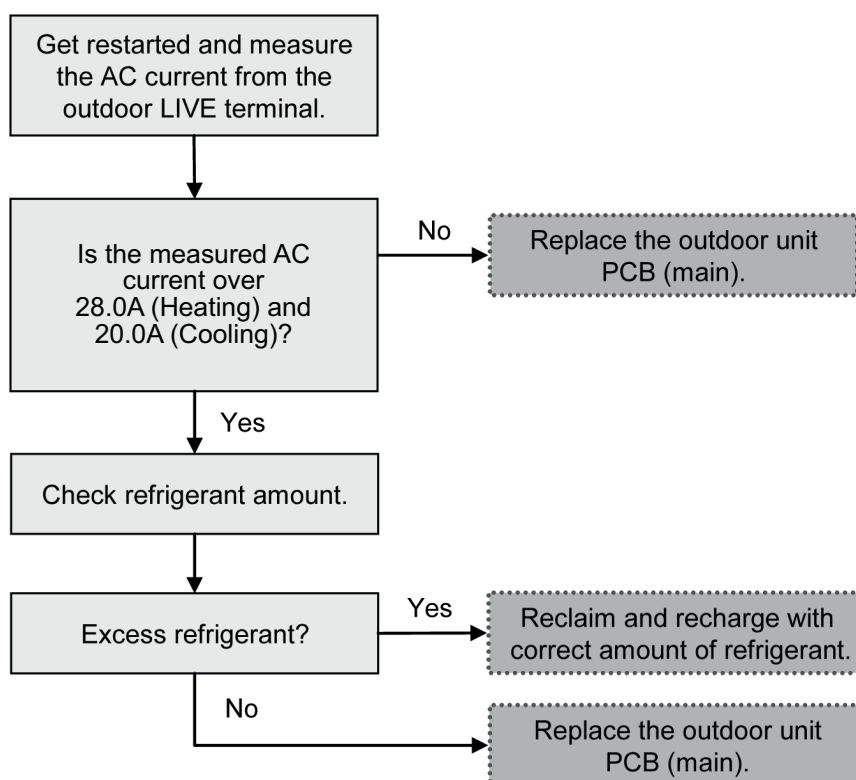 Get restarted and measure
the AC current from the
outdoor LIVE terminal.
Is the measured AC
current over
28.0A (Heating) and
20.0A (Cooling)?
No
Replace the outdoor unit
PCB (main).
Yes
Check refrigerant amount.
Excess refrigerant?
Yes
Reclaim and recharge with
correct amount of refrigerant.
No
Replace the outdoor unit
PCB (main).